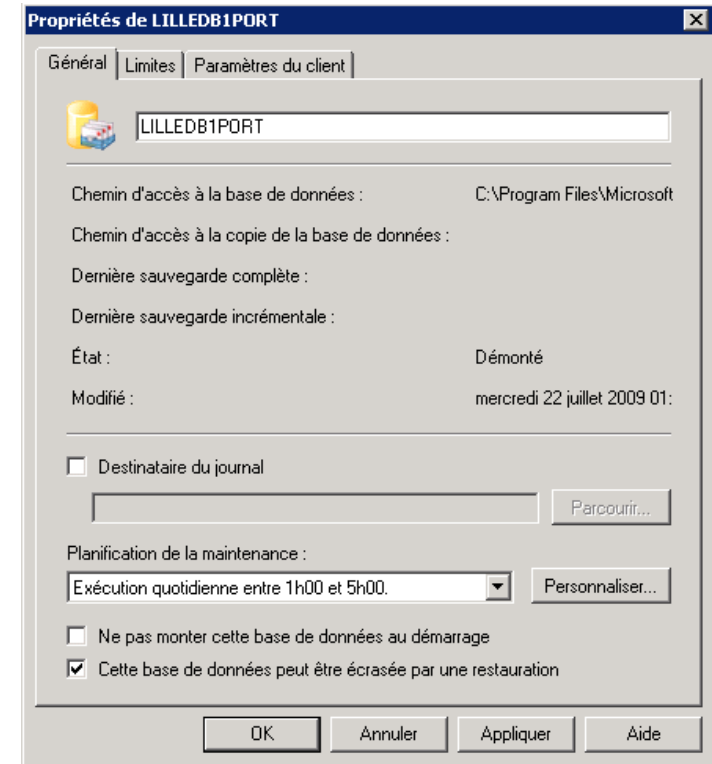 Propriétés de LILLEDB1PORT
Général Limites Paramètres du client
LILLEDB1PORT
Chemin d'accès à la base de données : C:\Program Files\Microsoft
Chemin d'accès à la copie de la base de données :
Dernière sauvegarde complète :
Dernière sauvegarde incrémentale :
État : Démonté
Modifié : mercredi 22 juillet 2009 01:
Destinataire du journal
Parcourir...
Planification de la maintenance :
Exécution quotidienne entre 1h00 et 5h00. Personnaliser...
Ne pas monter cette base de données au démarrage
Cette base de données peut être écrasée par une restauration
OK Annuler Appliquer Aide